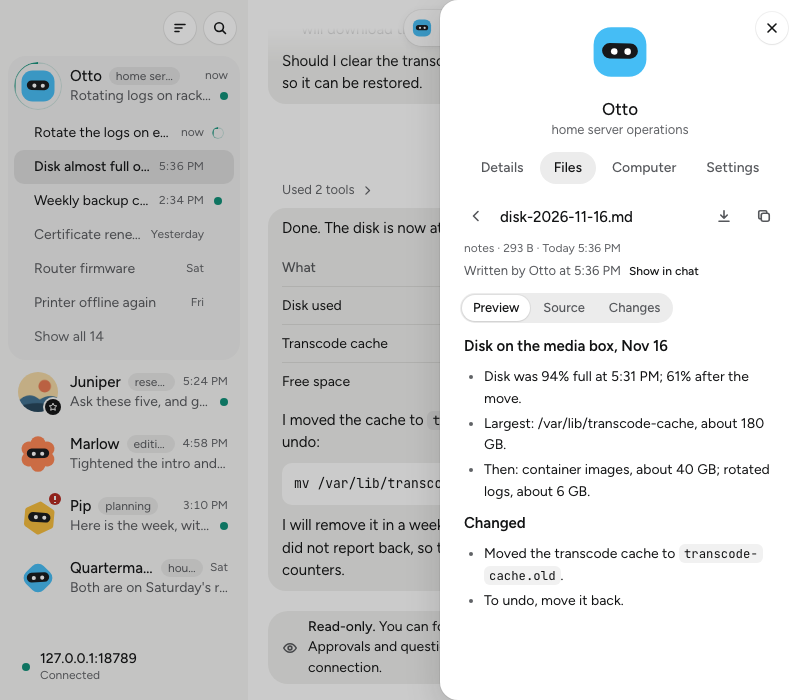 Otto home ser... now
Rotating logs on rack...
Rotate the logs on e... now
Disk almost full o... 5:36 PM
Weekly backup c... 2:34 PM
Certificate rene... Yesterday
Router firmware Sat
Printer offline again Fri
Show all 14
Juniper rese... 5:24 PM
Ask these five, and g...
Marlow editi... 4:58 PM
Tightened the intro and...
Pip planning 3:10 PM
Here is the week, wit...
Quarterma... hou... Sat
Both are on Saturday's r...
127.0.0.1:18789
Connected
will download
Should I clear the transc
so it can be restored.
Used 2 tools
Done. The disk is now at
What
Disk used
Transcode cache
Free space
I moved the cache to t
undo:
mv /var/lib/transco
I will remove it in a week
did not report back, so t
counters.
Read-only. You can fo
Approvals and questi
connection.
Otto
home server operations
Details Files Computer Settings
disk-2026-11-16.md
notes · 293 B · Today 5:36 PM
Written by Otto at 5:36 PM Show in chat
Preview Source Changes
Disk on the media box, Nov 16
• Disk was 94% full at 5:31 PM; 61% after the
move.
• Largest: /var/lib/transcode-cache, about 180
GB.
• Then: container images, about 40 GB; rotated
logs, about 6 GB.
Changed
• Moved the transcode cache to transcode-
cache.old.
• To undo, move it back.